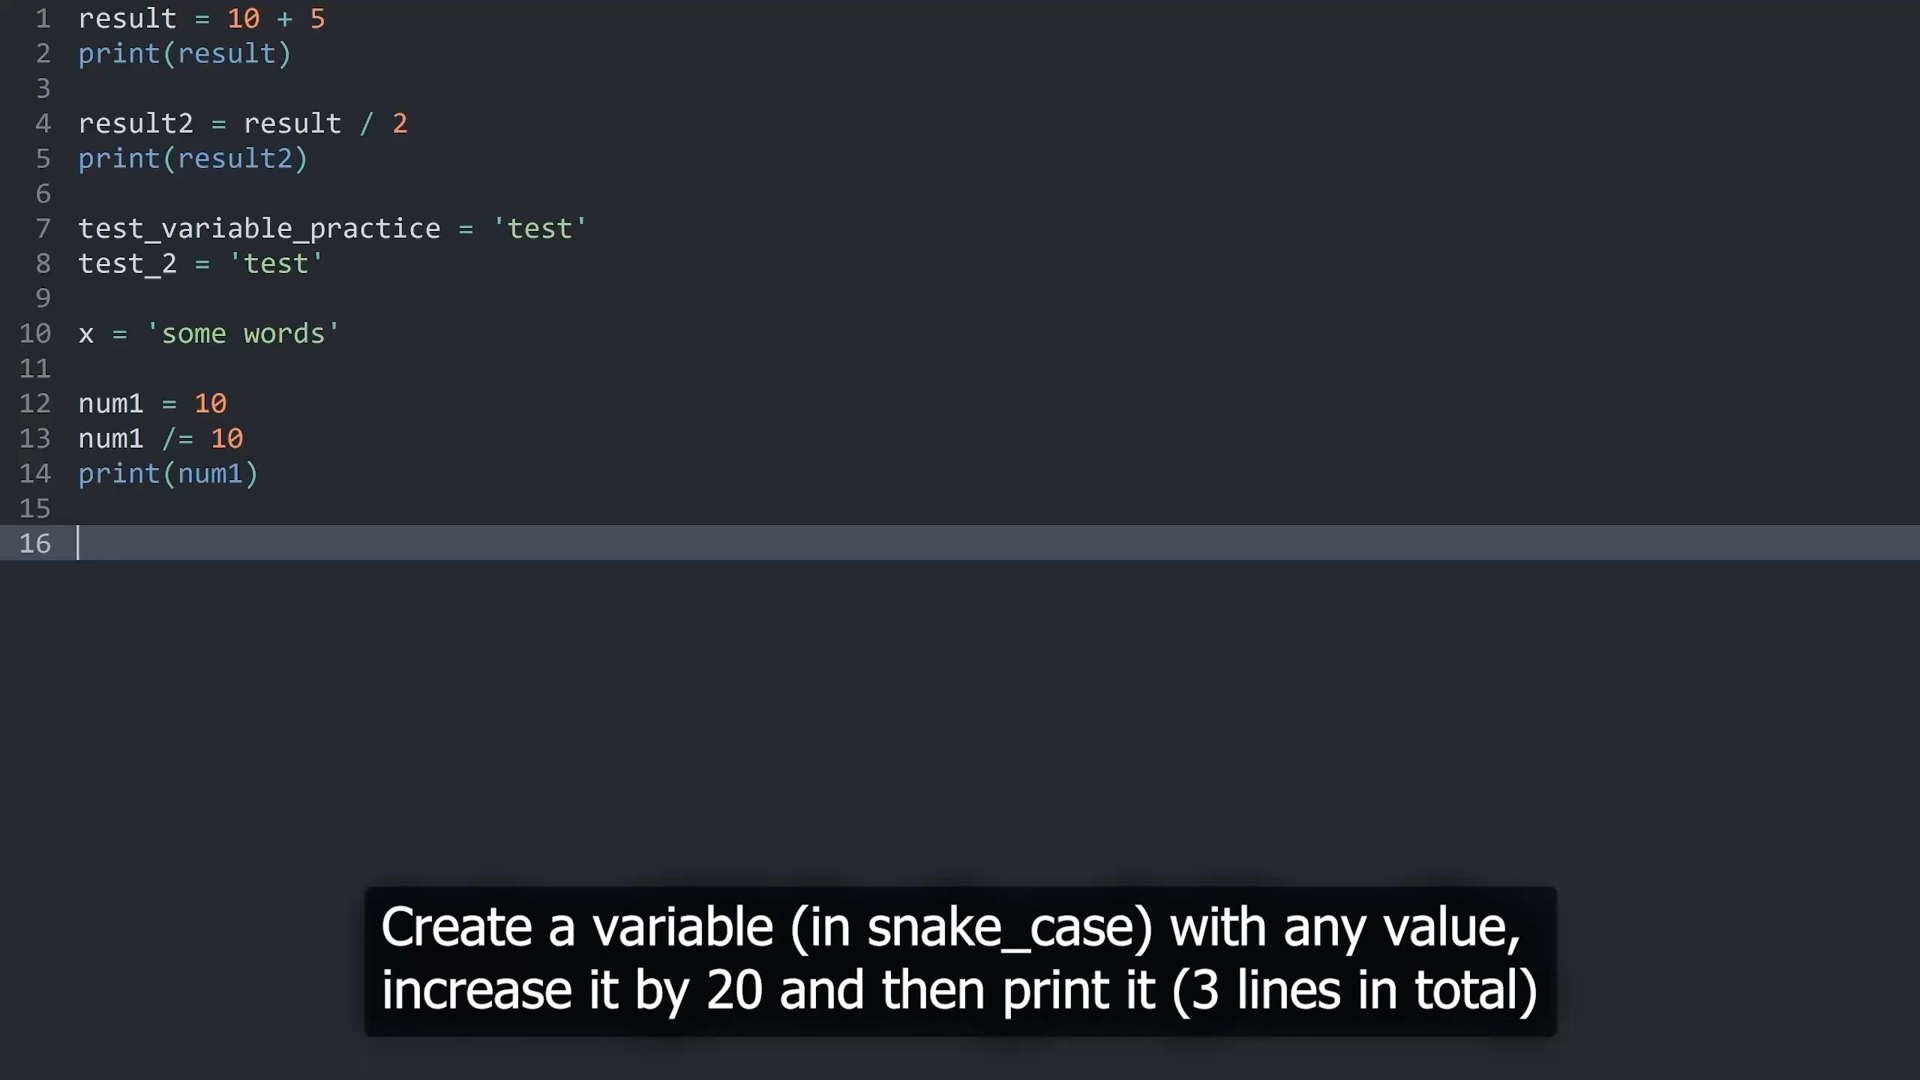 1 result = 10 + 5
2 print(result)
3
4 result2 = result / 2
5 print(result2)
6
7 test_variable_practice = 'test'
8 test_2 = 'test'
9
10 x = 'some words'
11
12 num1 = 10
13 num1 /= 10
14 print(num1)
15
16
Create a variable (in snake_case) with any value,
increase it by 20 and then print it (3 lines in total)